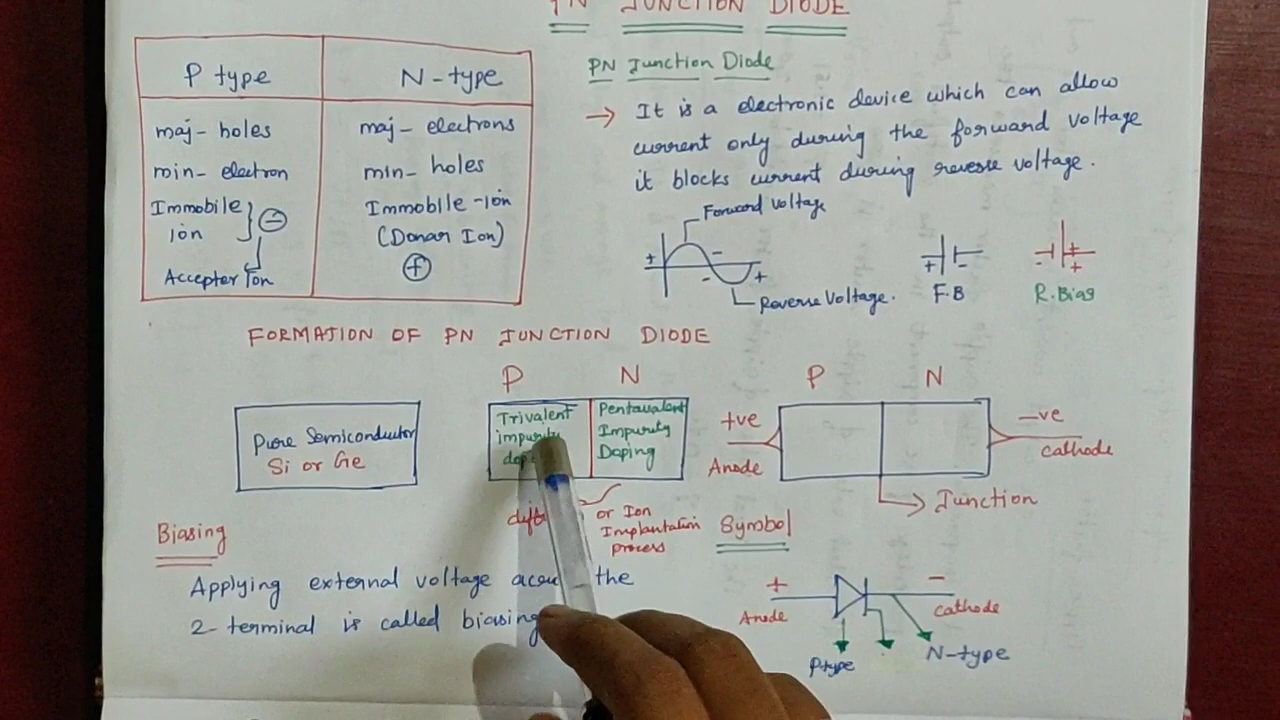 PN JUNCTION DIODE
P type
N-type
maj- holes
min- electron
Immobile
ion
Accepter Ion
maj- electrons
min- holes
Immobile -ion
(Donar Ion)
PN Junction Diode
→ It is a electronic device which can allow
current only during the forward voltage
it blocks current during reverse voltage.
Forward voltage
+ - - +
Reverse Voltage.
+ -
F.B
- +
+
R.Bias
FORMATION OF PN JUNCTION DIODE
Pure Semiconductor
Si or Ge
P N
Trivalent
impurity
Pentavalent
Impurity
Doping
or Ion
Implantation
process
P N
+ve
Anode
-ve
cathode
Junction
Biasing
Applying external voltage the
2- terminal is called biasing
Symbol
+ -
Anode
cathode
Ptype
N-type